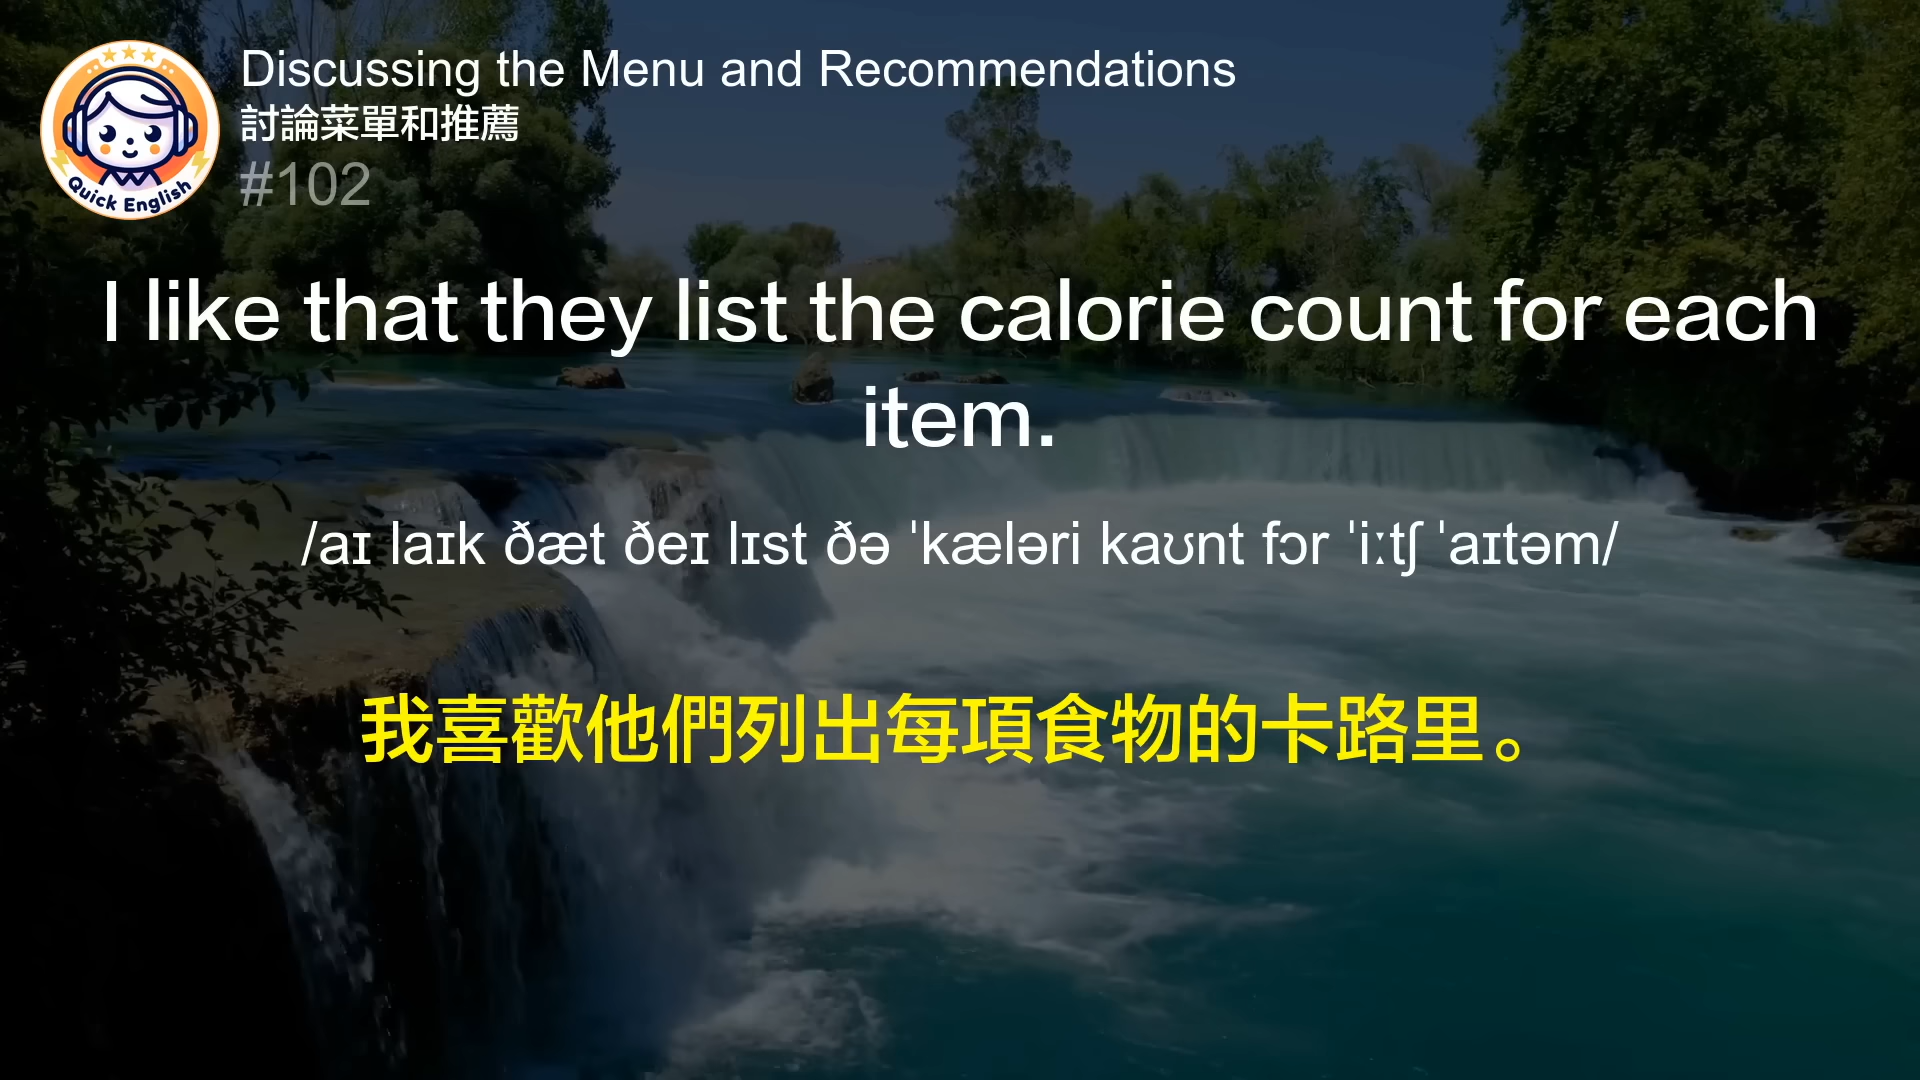 Discussing the Menu and Recommendations
討論菜單和推薦
#102
Quick English
I like that they list the calorie count for each
item.
/aɪ laɪk ðæt ðeɪ lɪst ðə ˈkæləri kaʊnt fɔr ˈiːtʃ ˈaɪtəm/
我喜歡他們列出每項食物的卡路里。